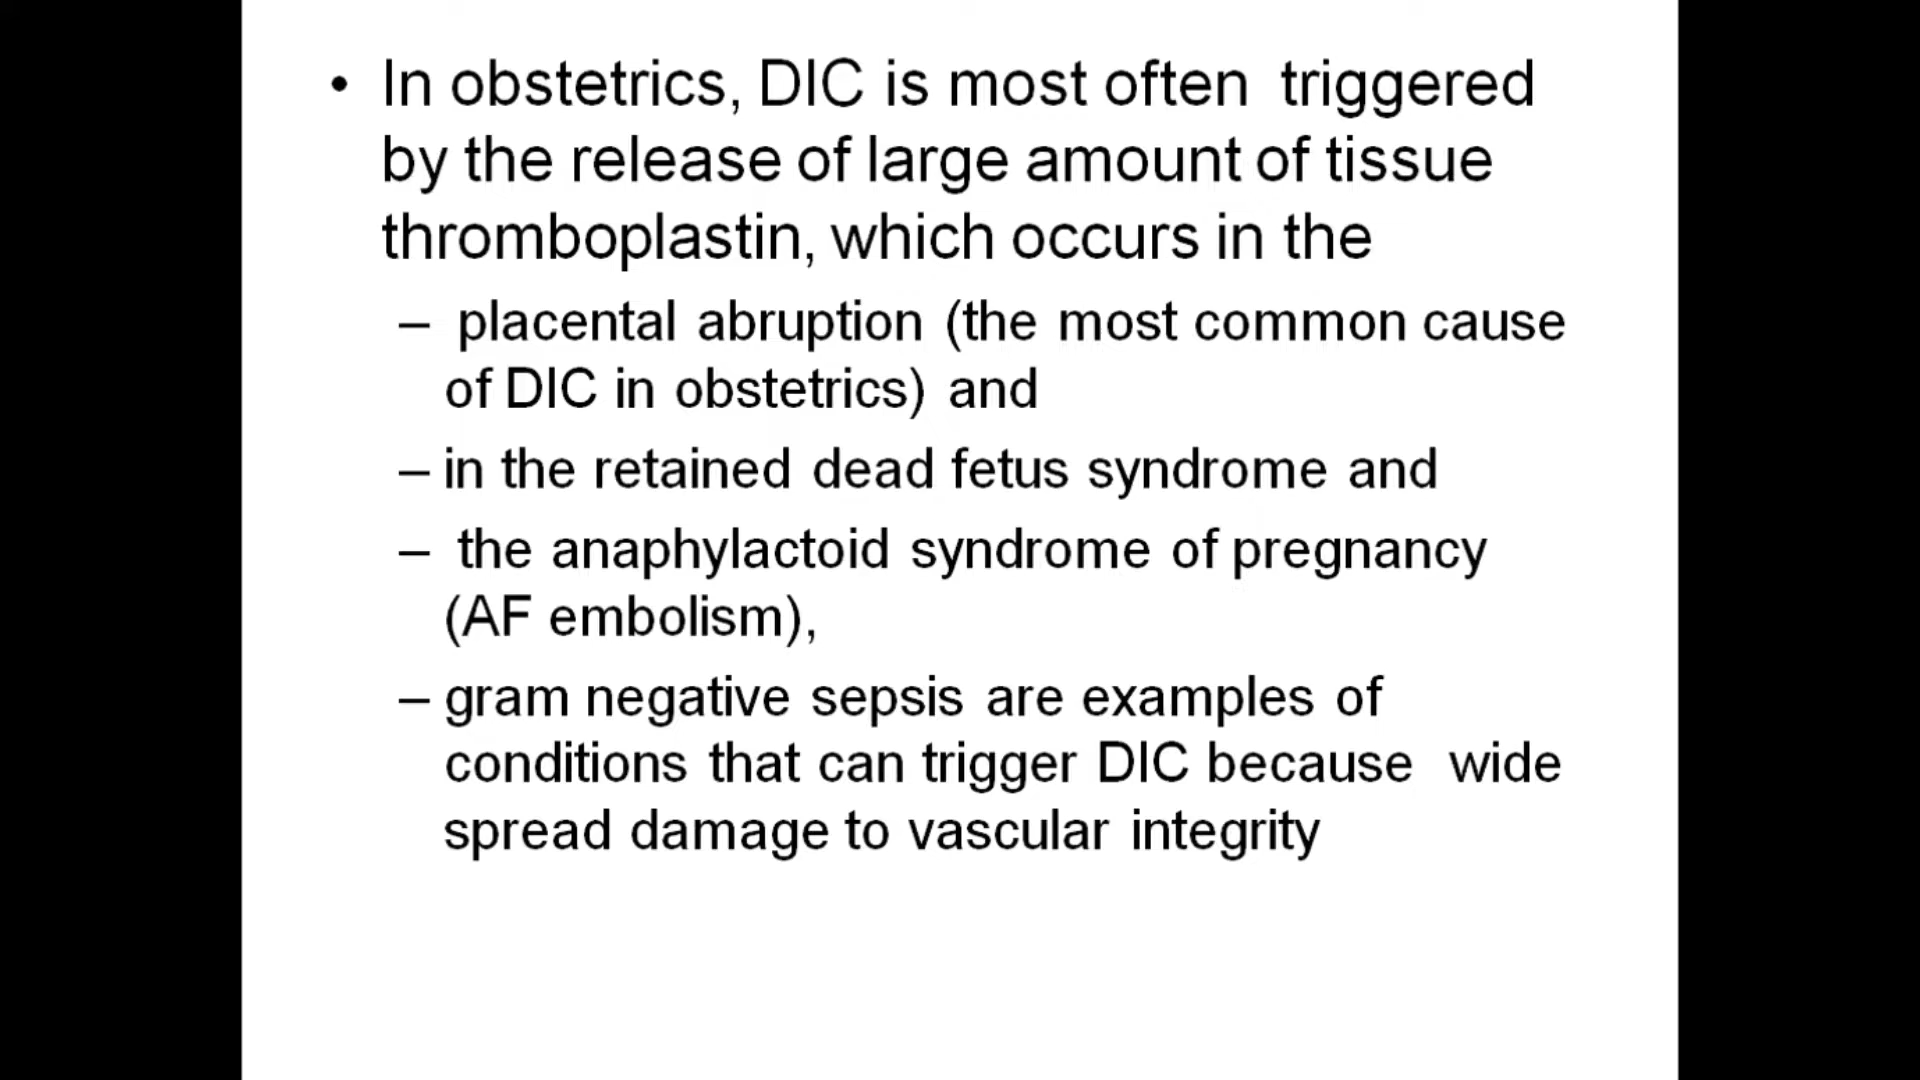 • In obstetrics, DIC is most often triggered
by the release of large amount of tissue
thromboplastin, which occurs in the
– placental abruption (the most common cause
of DIC in obstetrics) and
– in the retained dead fetus syndrome and
– the anaphylactoid syndrome of pregnancy
(AF embolism),
– gram negative sepsis are examples of
conditions that can trigger DIC because wide
spread damage to vascular integrity